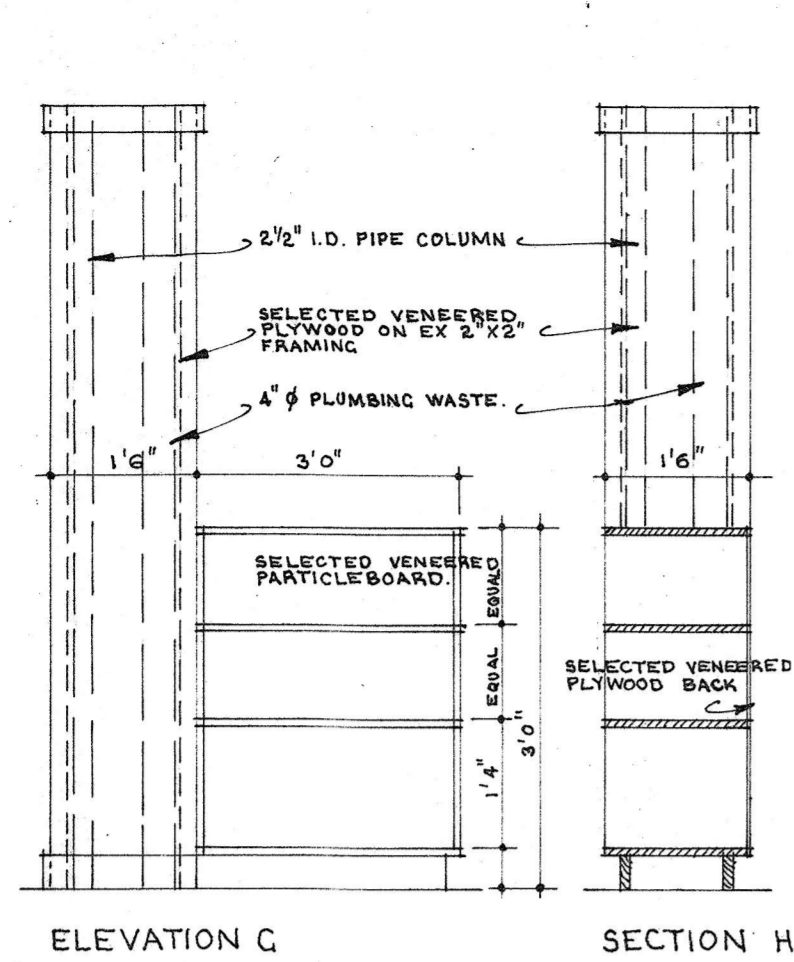 2½" I.D. PIPE COLUMN
SELECTED VENEERED
PLYWOOD ON EX 2"X2"
FRAMING
4" ϕ PLUMBING WASTE.
1'6"
3'0"
1'6"
SELECTED VENEERED
PARTICLEBOARD.
EQUAL
EQUAL
1'4"
3'0"
SELECTED VENEERED
PLYWOOD BACK
ELEVATION G
SECTION H